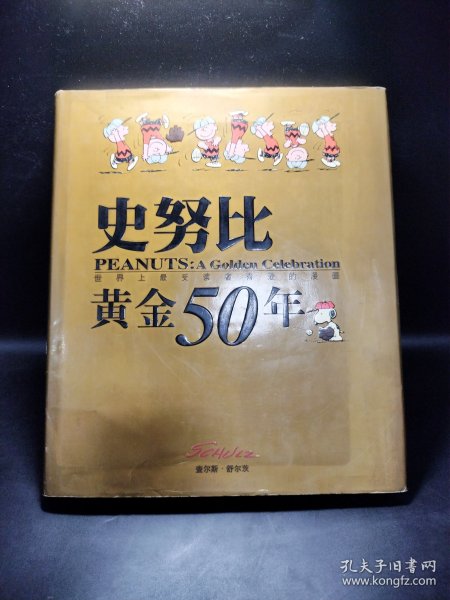 史努比
PEANUTS: A Golden Celebration
世界上最受读者喜爱的漫画
黄金50年
SCHULZ
查尔斯·舒尔茨
孔夫子旧书网
www.kongfz.com